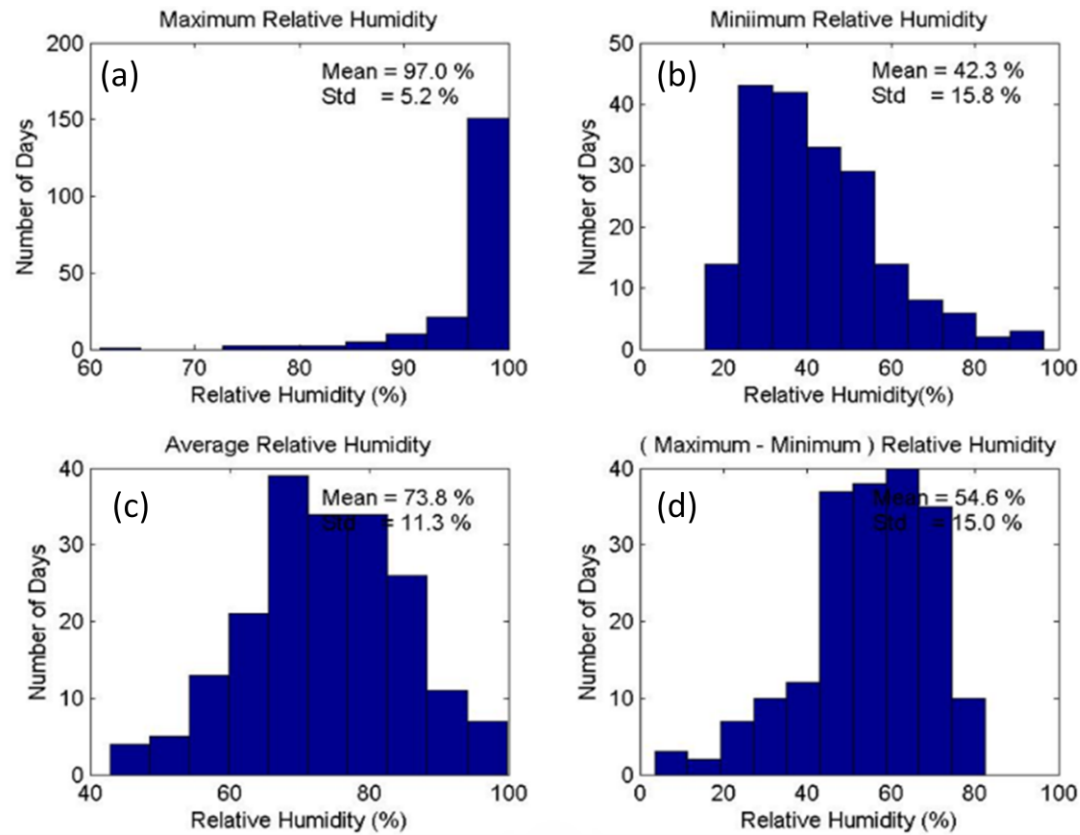 Maximum Relative Humidity
(a)
Mean = 97.0 %
Std = 5.2 %
200
150
100
50
0
Number of Days
60 70 80 90 100
Relative Humidity (%)
Miniimum Relative Humidity
(b)
Mean = 42.3 %
Std = 15.8 %
50
40
30
20
10
0
Number of Days
0 20 40 60 80 100
Relative Humidity(%)
Average Relative Humidity
(c)
Mean = 73.8 %
Std = 11.3 %
40
30
20
10
0
Number of Days
40 60 80 100
Relative Humidity (%)
( Maximum - Minimum ) Relative Humidity
(d)
Mean = 54.6 %
Std = 15.0 %
40
30
20
10
0
Number of Days
0 20 40 60 80 100
Relative Humidity (%)